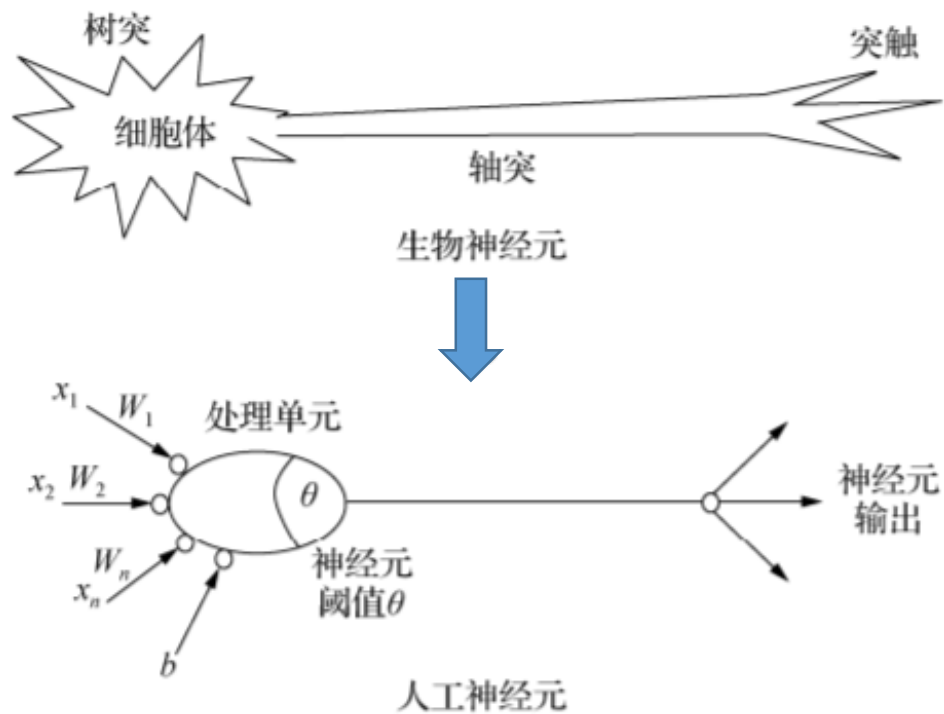 树突
突触
细胞体
轴突
生物神经元
x₁
W₁
处理单元
x₂ W₂
θ
神经元
输出
Wₙ
xₙ
神经元
阈值θ
b
人工神经元